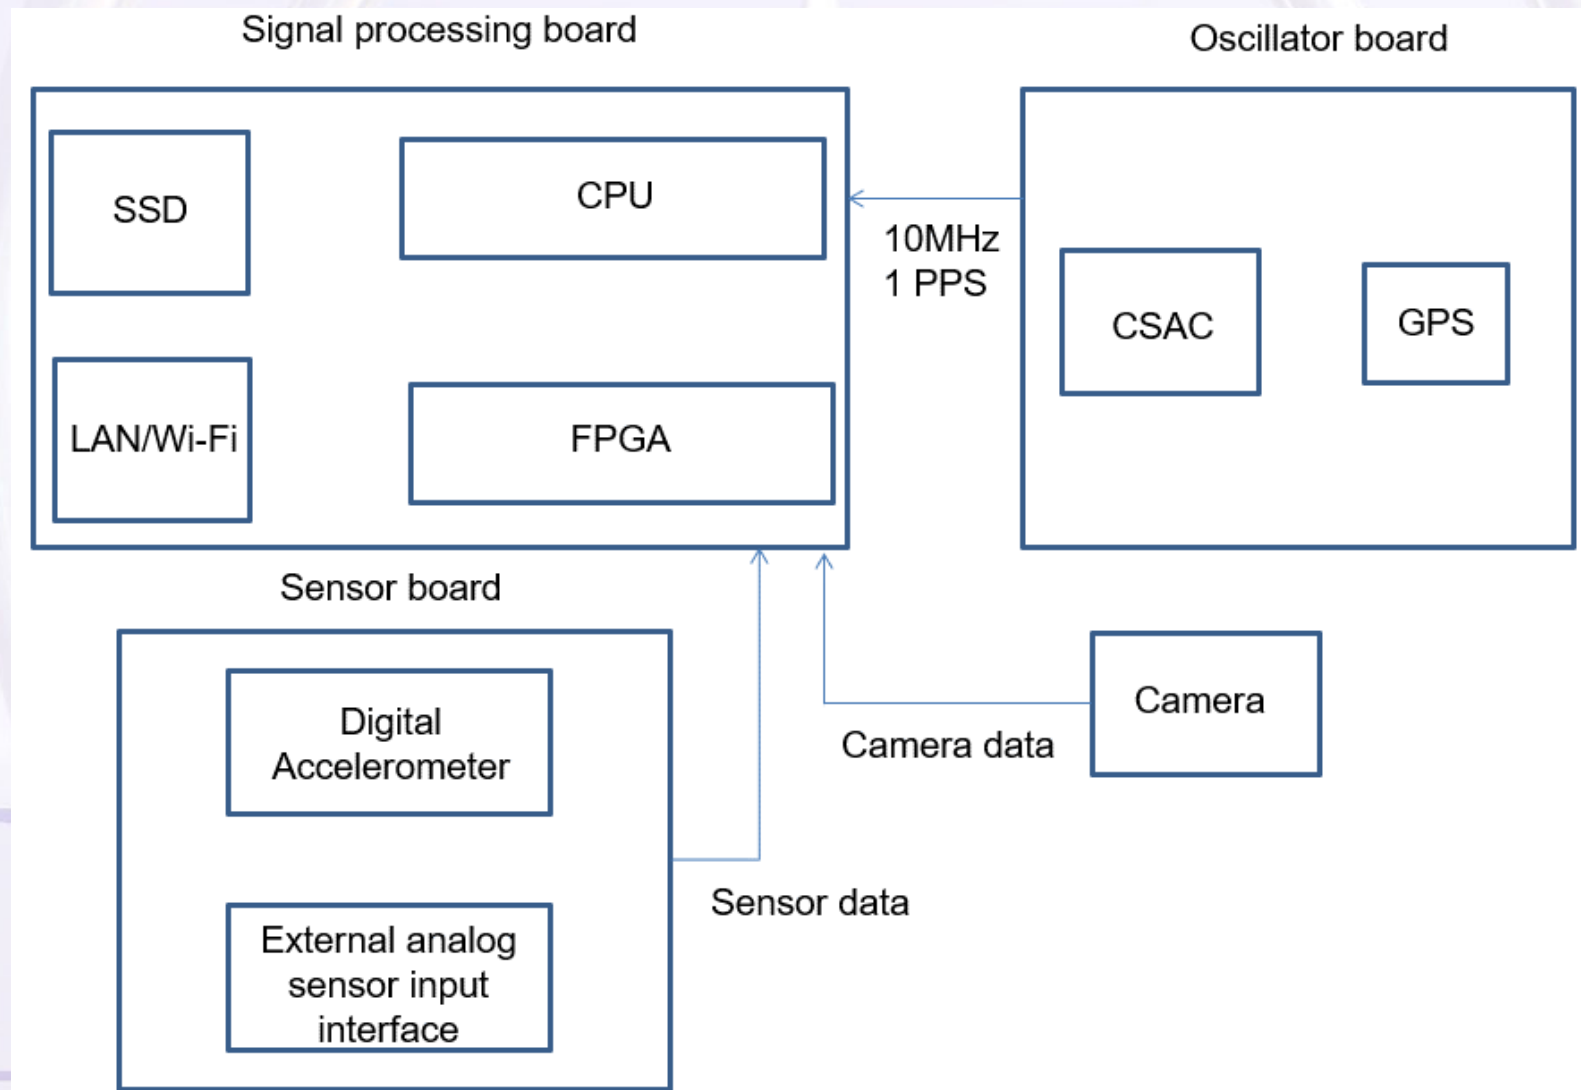 Signal processing board
Oscillator board
SSD
CPU
10MHz
1 PPS
CSAC
GPS
LAN/Wi-Fi
FPGA
Sensor board
Digital
Accelerometer
Camera
Camera data
Sensor data
External analog
sensor input
interface